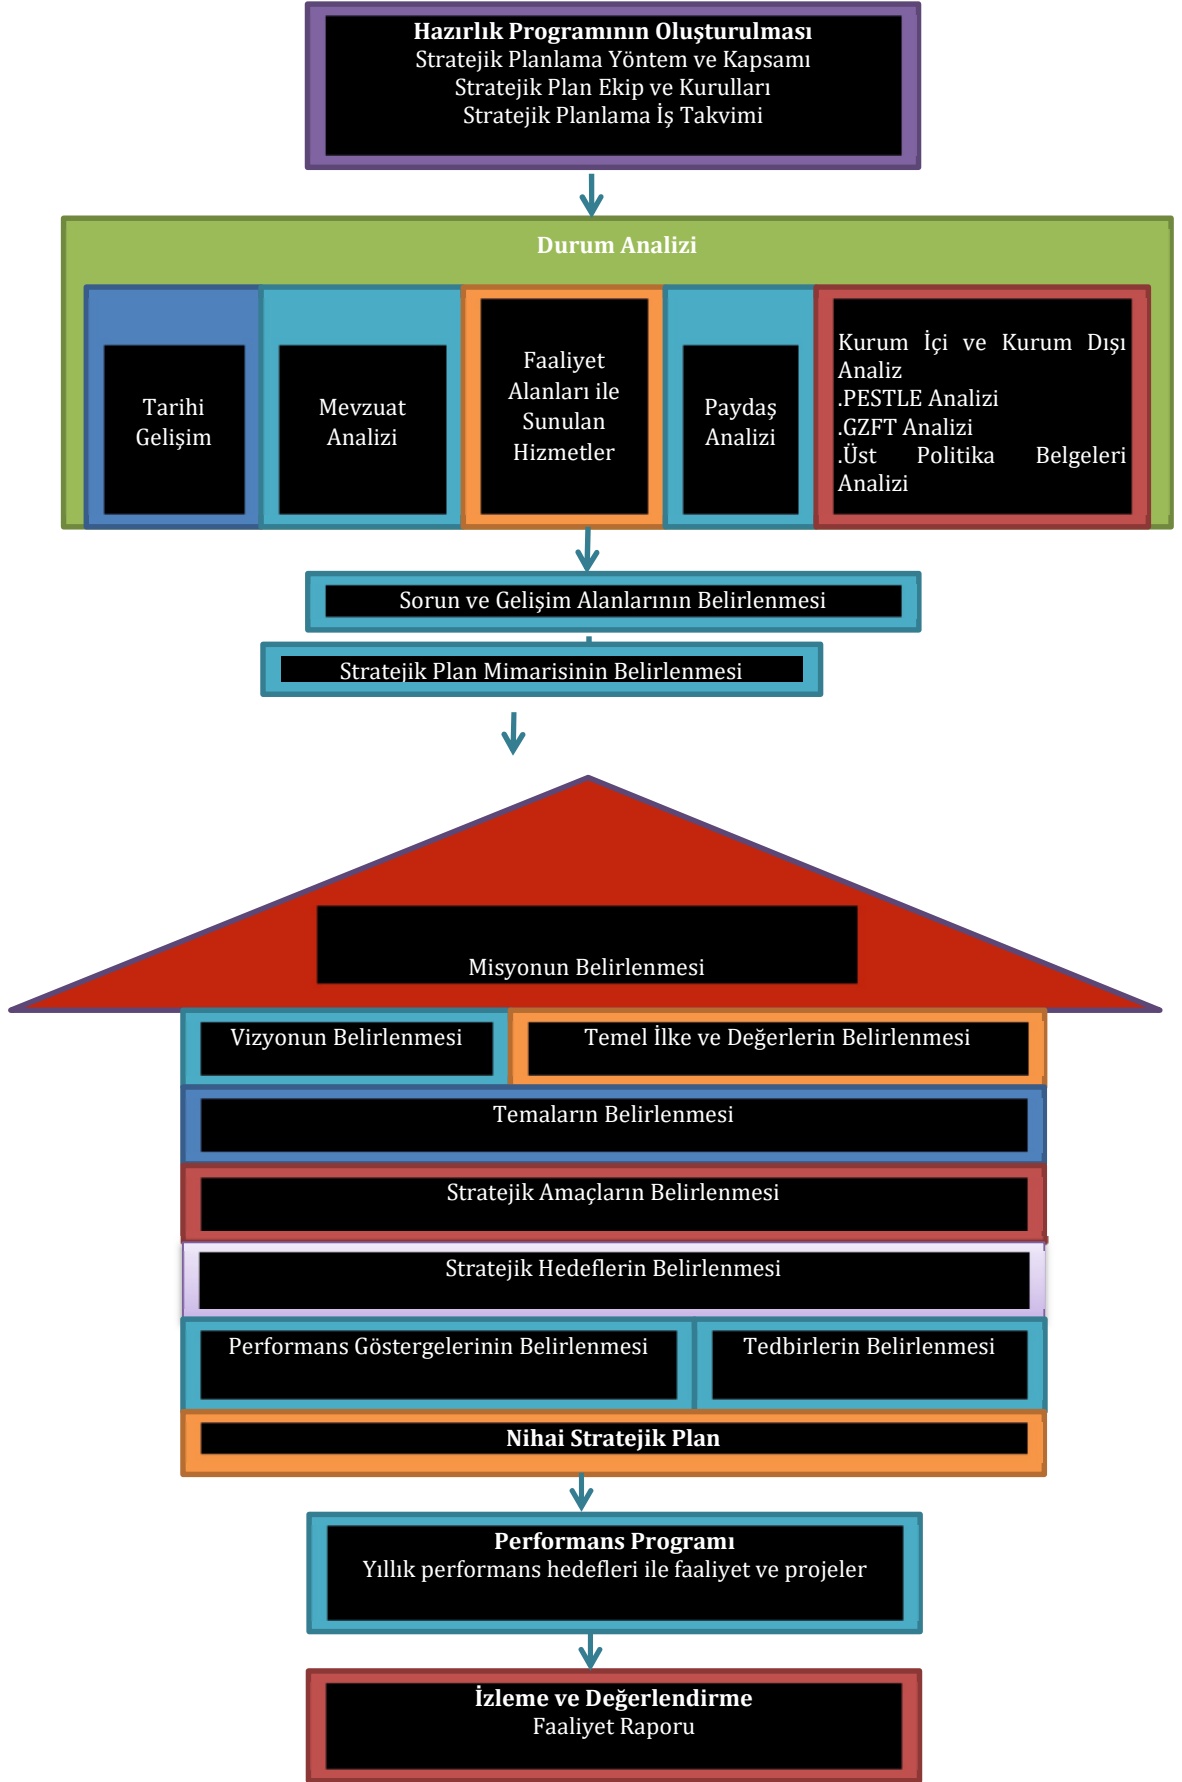 Hazırlık Programının Oluşturulması
Stratejik Planlama Yöntem ve Kapsamı
Stratejik Plan Ekip ve Kurulları
Stratejik Planlama İş Takvimi
Durum Analizi
Tarihi
Gelişim
Mevzuat
Analizi
Faaliyet
Alanları ile
Sunulan
Hizmetler
Paydaş
Analizi
Kurum İçi ve Kurum Dışı
Analiz
.PESTLE Analizi
.GZFT Analizi
.Üst Politika Belgeleri
Analizi
Sorun ve Gelişim Alanlarının Belirlenmesi
Stratejik Plan Mimarisinin Belirlenmesi
Misyonun Belirlenmesi
Vizyonun Belirlenmesi
Temel İlke ve Değerlerin Belirlenmesi
Temaların Belirlenmesi
Stratejik Amaçların Belirlenmesi
Stratejik Hedeflerin Belirlenmesi
Performans Göstergelerinin Belirlenmesi
Tedbirlerin Belirlenmesi
Nihai Stratejik Plan
Performans Programı
Yıllık performans hedefleri ile faaliyet ve projeler
İzleme ve Değerlendirme
Faaliyet Raporu